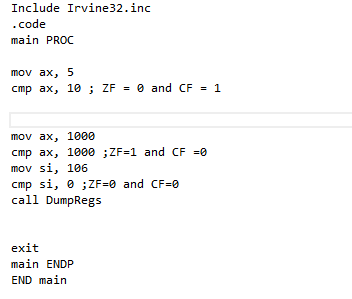 Include Irvine32.inc
.code
main PROC
mov ax, 5
cmp ax, 10 ; ZF = 0 and CF = 1
mov ax, 1000
cmp ax, 1000 ;ZF=1 and CF =0
mov si, 106
cmp si, 0 ;ZF=0 and CF=0
call DumpRegs
exit
main ENDP
END main